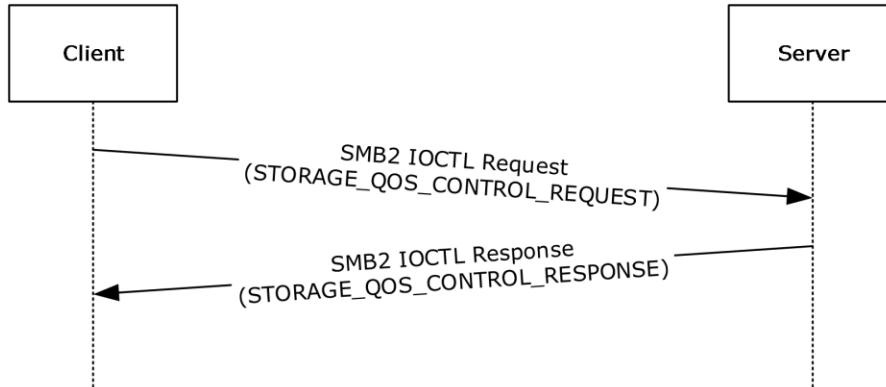 Client
Server
SMB2 IOCTL Request
(STORAGE_QOS_CONTROL_REQUEST)
SMB2 IOCTL Response
(STORAGE_QOS_CONTROL_RESPONSE)